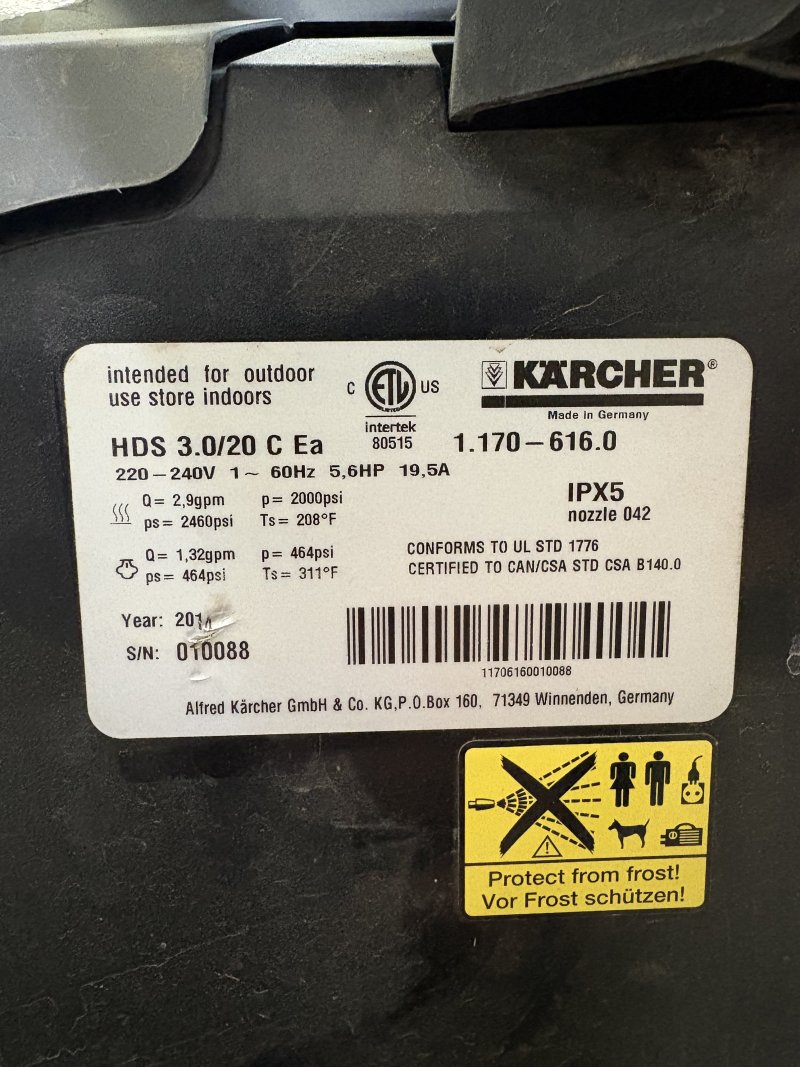 intended for outdoor
use store indoors
C ETL US
LISTED
intertek
80515
KÄRCHER®
Made in Germany
HDS 3.0/20 C Ea
1.170-616.0
220-240V 1~ 60Hz 5,6HP 19,5A
Q= 2,9gpm p= 2000psi
ps= 2460psi Ts= 208°F
IPX5
nozzle 042
Q= 1,32gpm p= 464psi
ps= 464psi Ts= 311°F
CONFORMS TO UL STD 1776
CERTIFIED TO CAN/CSA STD CSA B140.0
Year: 2014
S/N: 010088
11706160010088
Alfred Kärcher GmbH & Co. KG,P.O.Box 160, 71349 Winnenden, Germany
Protect from frost!
Vor Frost schützen!